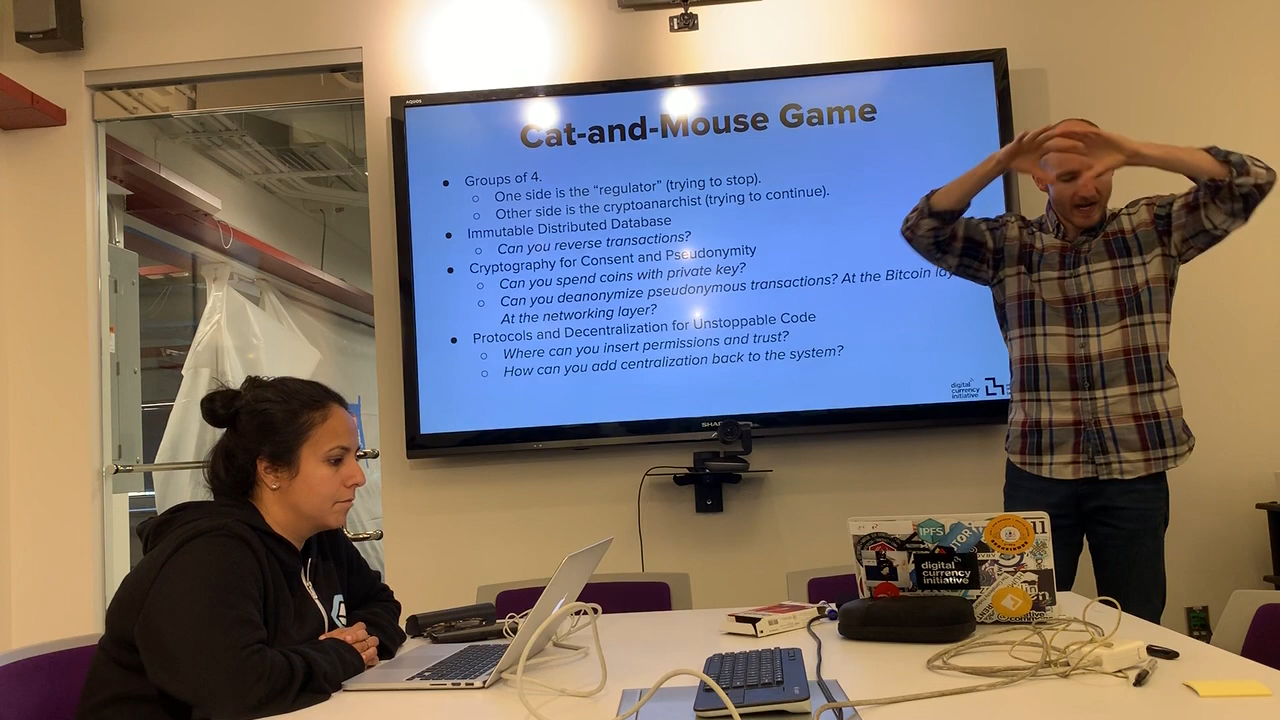 AQUOS
Cat-and-Mouse Game
Groups of 4.
One side is the “regulator” (trying to stop).
Other side is the cryptoanarchist (trying to continue).
Immutable Distributed Database
Can you reverse transactions?
Cryptography for Consent and Pseudonymity
Can you spend coins with private key?
Can you deanonymize pseudonymous transactions? At the Bitcoin
At the networking layer?
Protocols and Decentralization for Unstoppable Code
Where can you insert permissions and trust?
How can you add centralization back to the system?
digital
currency
initiative
IPFS
digital
currency
initiative